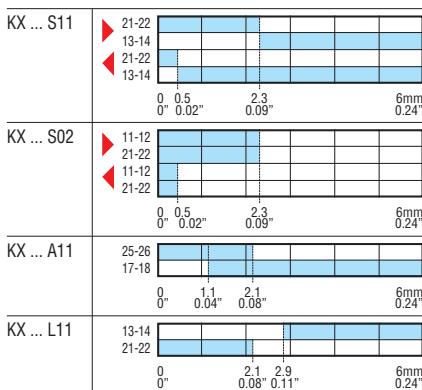 KX ... S11
21-22
13-14
21-22
13-14
0 0.5 2.3 6mm
0" 0.02" 0.09" 0.24"
KX ... S02
11-12
21-22
11-12
21-22
0 0.5 2.3 6mm
0" 0.02" 0.09" 0.24"
KX ... A11
25-26
17-18
0 1.1 2.1 6mm
0" 0.04" 0.08" 0.24"
KX ... L11
13-14
21-22
0 2.1 2.9 6mm
0" 0.08" 0.11" 0.24"